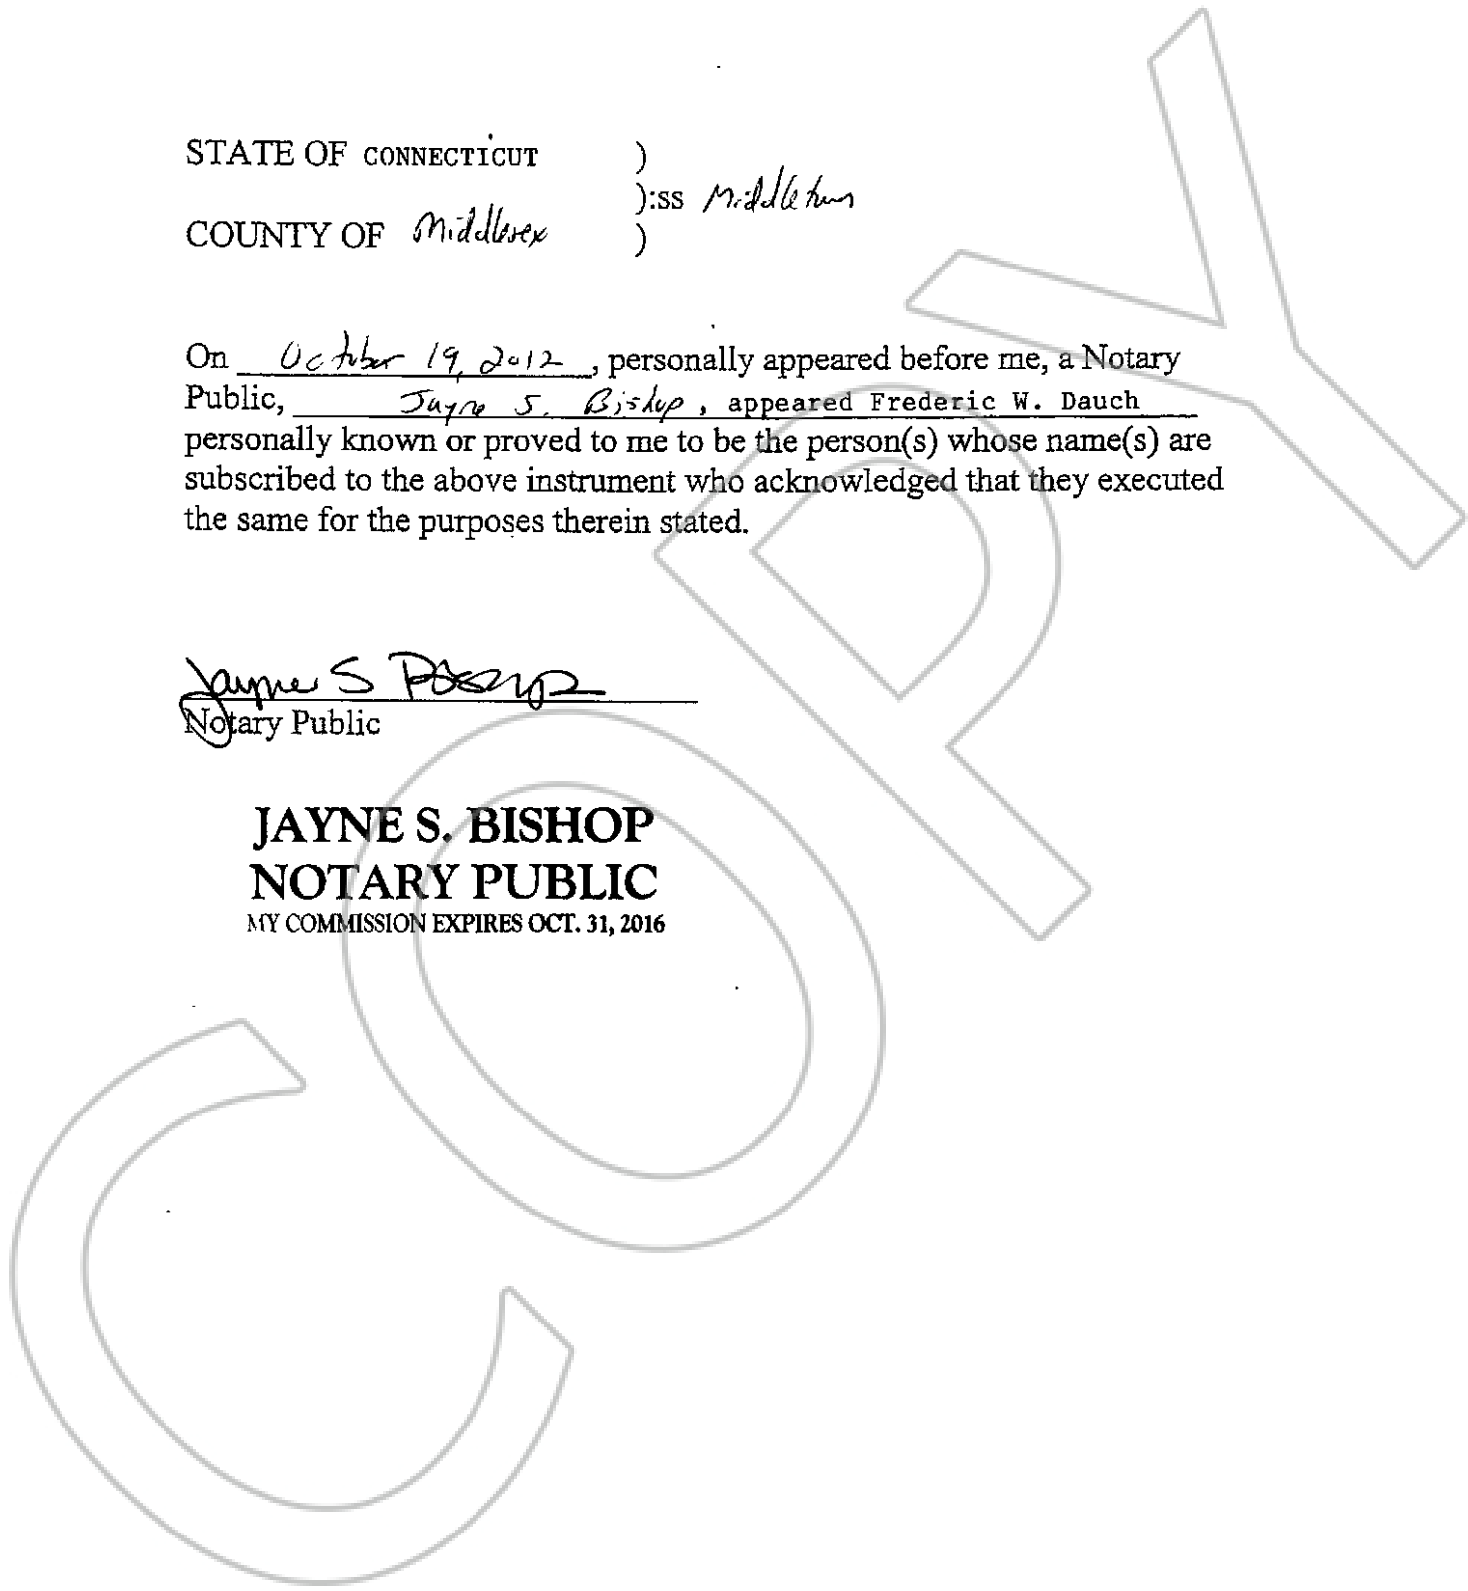 STATE OF CONNECTICUT )
):ss Middletown
COUNTY OF Middlesex )
On October 19, 2012, personally appeared before me, a Notary
Public, Jayne S. Bishop, appeared Frederic W. Dauch
personally known or proved to me to be the person(s) whose name(s) are
subscribed to the above instrument who acknowledged that they executed
the same for the purposes therein stated.
Jayne S Bishop
Notary Public
JAYNE S. BISHOP
NOTARY PUBLIC
MY COMMISSION EXPIRES OCT. 31, 2016
COPY